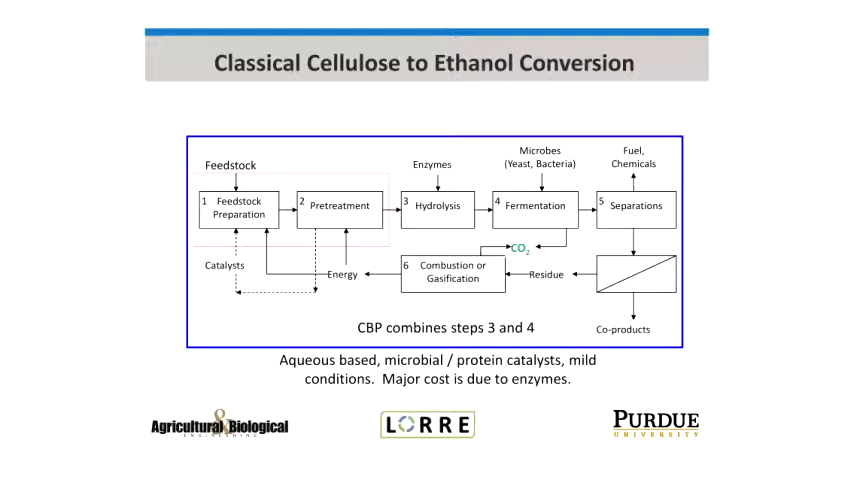 Classical Cellulose to Ethanol Conversion
Feedstock
Enzymes
Microbes
(Yeast, Bacteria)
Fuel,
Chemicals
1 Feedstock
Preparation
2 Pretreatment
3 Hydrolysis
4 Fermentation
5 Separations
CO2
Catalysts
Energy
6 Combustion or
Gasification
Residue
CBP combines steps 3 and 4
Co-products
Aqueous based, microbial / protein catalysts, mild
conditions. Major cost is due to enzymes.
Agricultural & Biological
ENGINEERING
LORRE
PURDUE
UNIVERSITY